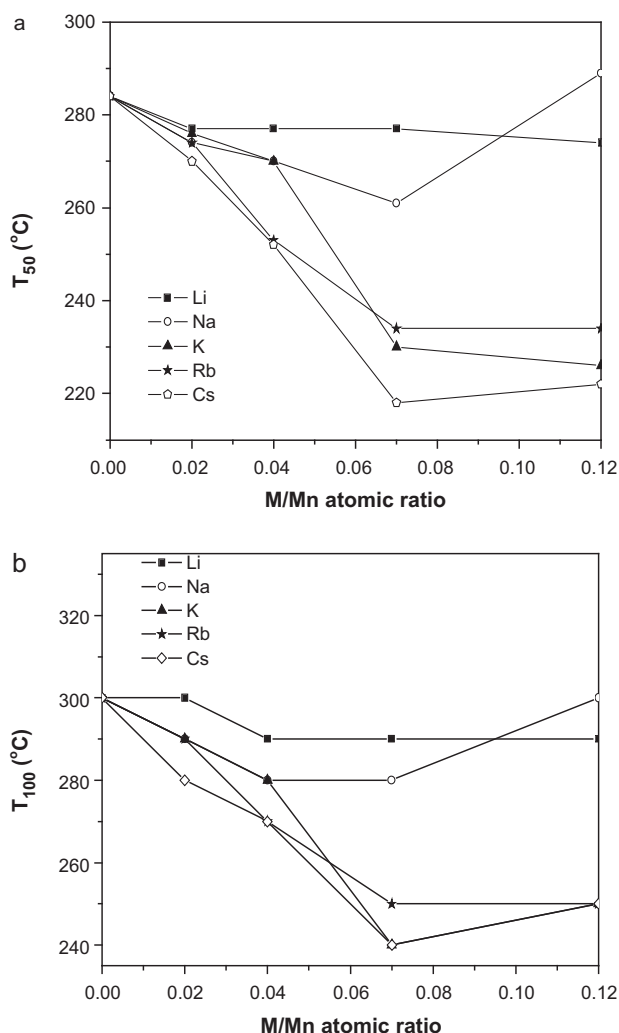 a
300
280
260
240
220
T50 (°C)
Li
Na
K
Rb
Cs
0.00 0.02 0.04 0.06 0.08 0.10 0.12
M/Mn atomic ratio
b
Li
Na
K
Rb
Cs
320
300
280
260
240
T100 (°C)
0.00 0.02 0.04 0.06 0.08 0.10 0.12
M/Mn atomic ratio